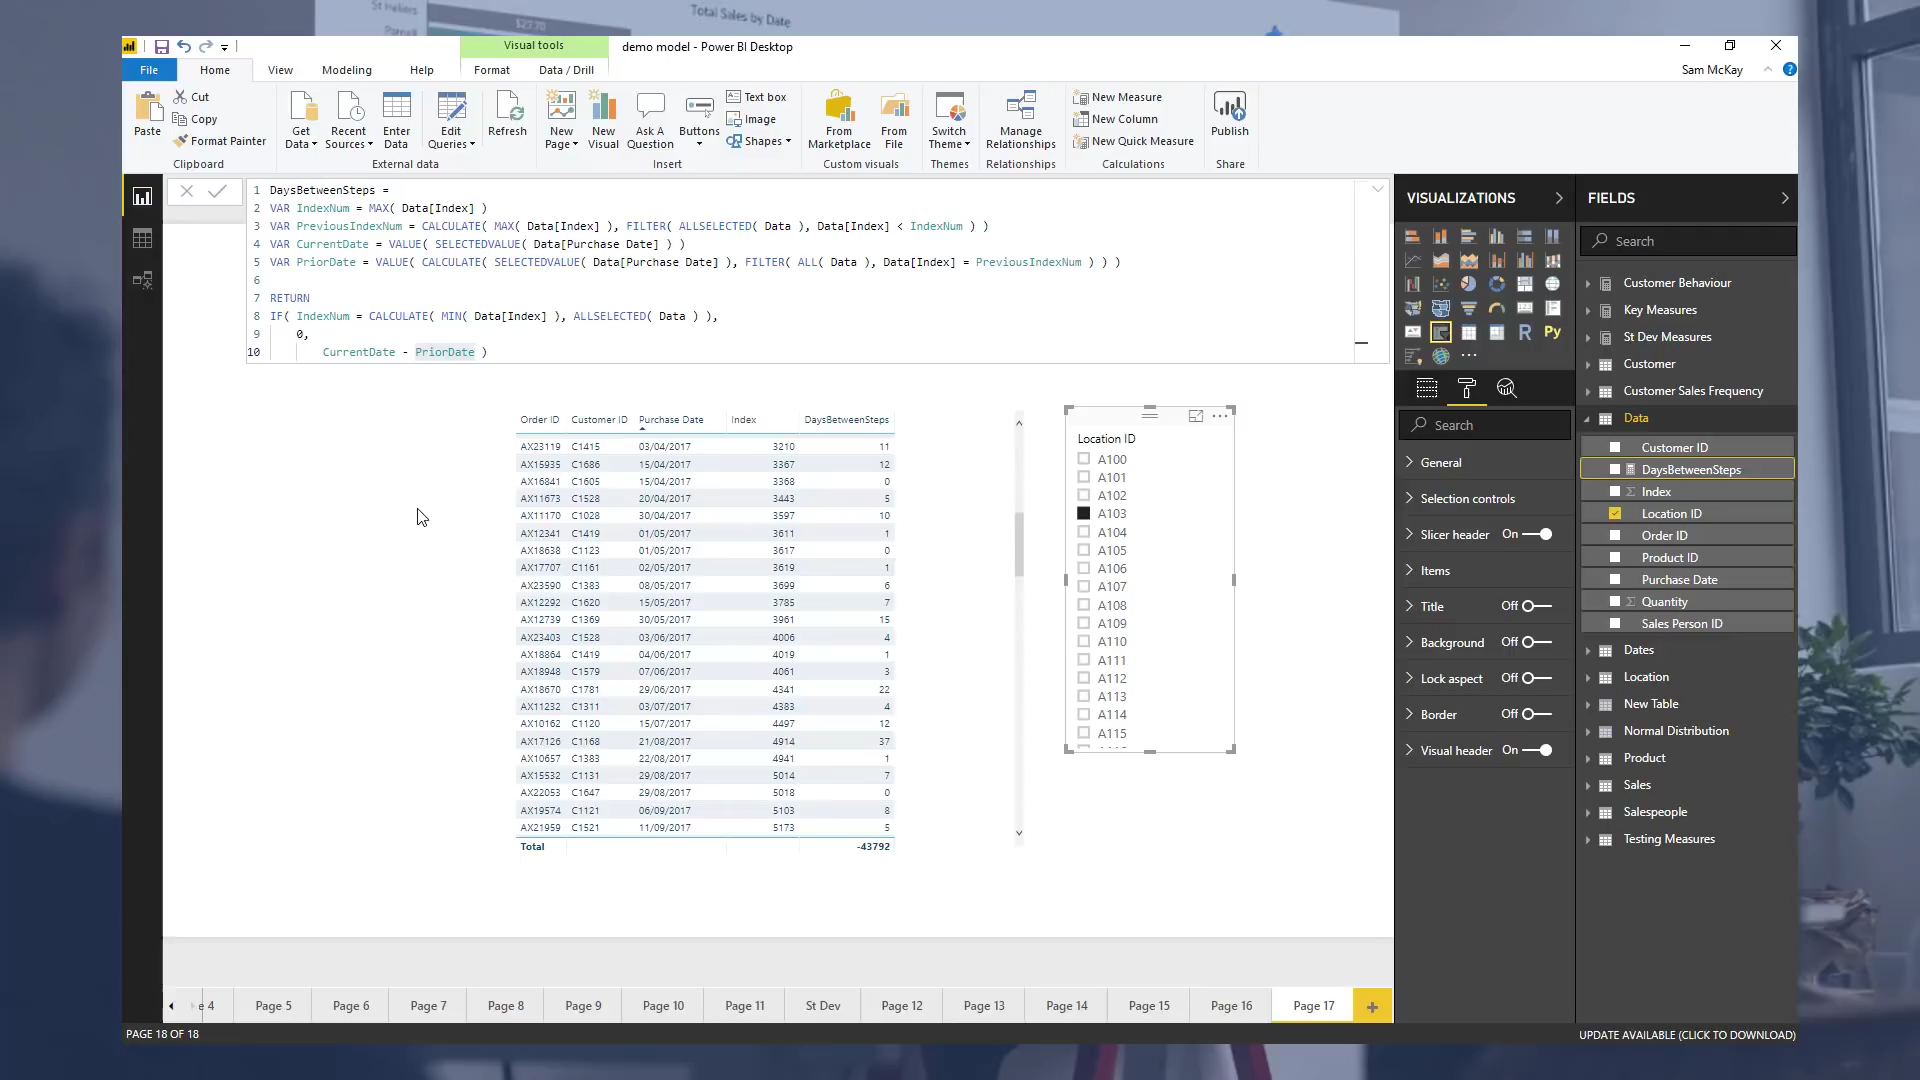 St Heliers
$22.70
Total Sales by Date
Parnell
Visual tools
demo model - Power BI Desktop
File
Home
View
Modeling
Help
Format
Data / Drill
Sam McKay
Paste
Cut
Copy
Format Painter
Get Data
Recent Sources
Enter Data
Edit Queries
Refresh
New Page
New Visual
Ask A Question
Buttons
Text box
Image
Shapes
From Marketplace
From File
Switch Theme
Manage Relationships
New Measure
New Column
New Quick Measure
Publish
Clipboard
External data
Insert
Custom visuals
Themes
Relationships
Calculations
Share
1 DaysBetweenSteps =
2 VAR IndexNum = MAX( Data[Index] )
3 VAR PreviousIndexNum = CALCULATE( MAX( Data[Index] ), FILTER( ALLSELECTED( Data ), Data[Index] < IndexNum ) )
4 VAR CurrentDate = VALUE( SELECTEDVALUE( Data[Purchase Date] ) )
5 VAR PriorDate = VALUE( CALCULATE( SELECTEDVALUE( Data[Purchase Date] ), FILTER( ALL( Data ), Data[Index] = PreviousIndexNum ) ) )
6
7 RETURN
8 IF( IndexNum = CALCULATE( MIN( Data[Index] ), ALLSELECTED( Data ) ),
9 0,
10 CurrentDate - PriorDate )
Order ID Customer ID Purchase Date Index DaysBetweenSteps
AX23119 C1415 03/04/2017 3210 11
AX15935 C1686 15/04/2017 3367 12
AX16841 C1605 15/04/2017 3368 0
AX11673 C1528 20/04/2017 3443 5
AX11170 C1028 30/04/2017 3597 10
AX12341 C1419 01/05/2017 3611 1
AX18638 C1123 01/05/2017 3617 0
AX17707 C1161 02/05/2017 3619 1
AX23590 C1383 08/05/2017 3699 6
AX12292 C1620 15/05/2017 3785 7
AX12739 C1369 30/05/2017 3961 15
AX23403 C1528 03/06/2017 4006 4
AX18864 C1419 04/06/2017 4019 1
AX18948 C1579 07/06/2017 4061 3
AX18670 C1781 29/06/2017 4341 22
AX11232 C1311 03/07/2017 4383 4
AX10162 C1120 15/07/2017 4497 12
AX17126 C1168 21/08/2017 4914 37
AX10657 C1383 22/08/2017 4941 1
AX15532 C1131 29/08/2017 5014 7
AX22053 C1647 29/08/2017 5018 0
AX19574 C1121 06/09/2017 5103 8
AX21959 C1521 11/09/2017 5173 5
Total -43792
Location ID
A100
A101
A102
A103
A104
A105
A106
A107
A108
A109
A110
A111
A112
A113
A114
A115
VISUALIZATIONS
R
Py
Search
General
Selection controls
Slicer header On
Items
Title Off
Background Off
Lock aspect Off
Border Off
Visual header On
FIELDS
Search
Customer Behaviour
Key Measures
St Dev Measures
Customer
Customer Sales Frequency
Data
Customer ID
DaysBetweenSteps
Index
Location ID
Order ID
Product ID
Purchase Date
Quantity
Sales Person ID
Dates
Location
New Table
Normal Distribution
Product
Sales
Salespeople
Testing Measures
e 4
Page 5
Page 6
Page 7
Page 8
Page 9
Page 10
Page 11
St Dev
Page 12
Page 13
Page 14
Page 15
Page 16
Page 17
PAGE 18 OF 18
UPDATE AVAILABLE (CLICK TO DOWNLOAD)